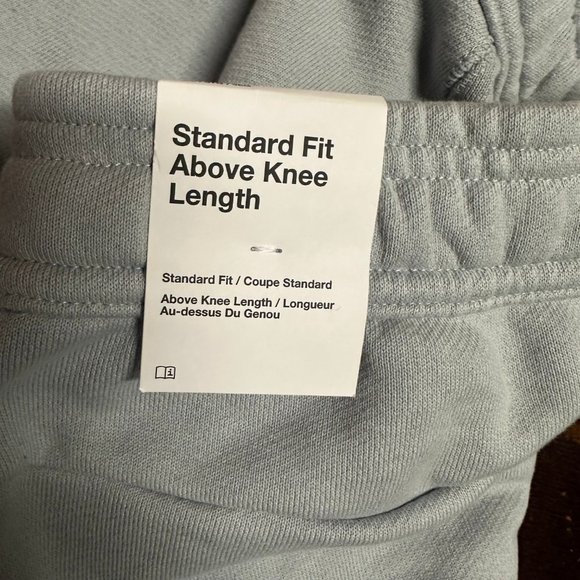 Standard Fit
Above Knee
Length
Standard Fit / Coupe Standard
Above Knee Length / Longueur
Au-dessus Du Genou